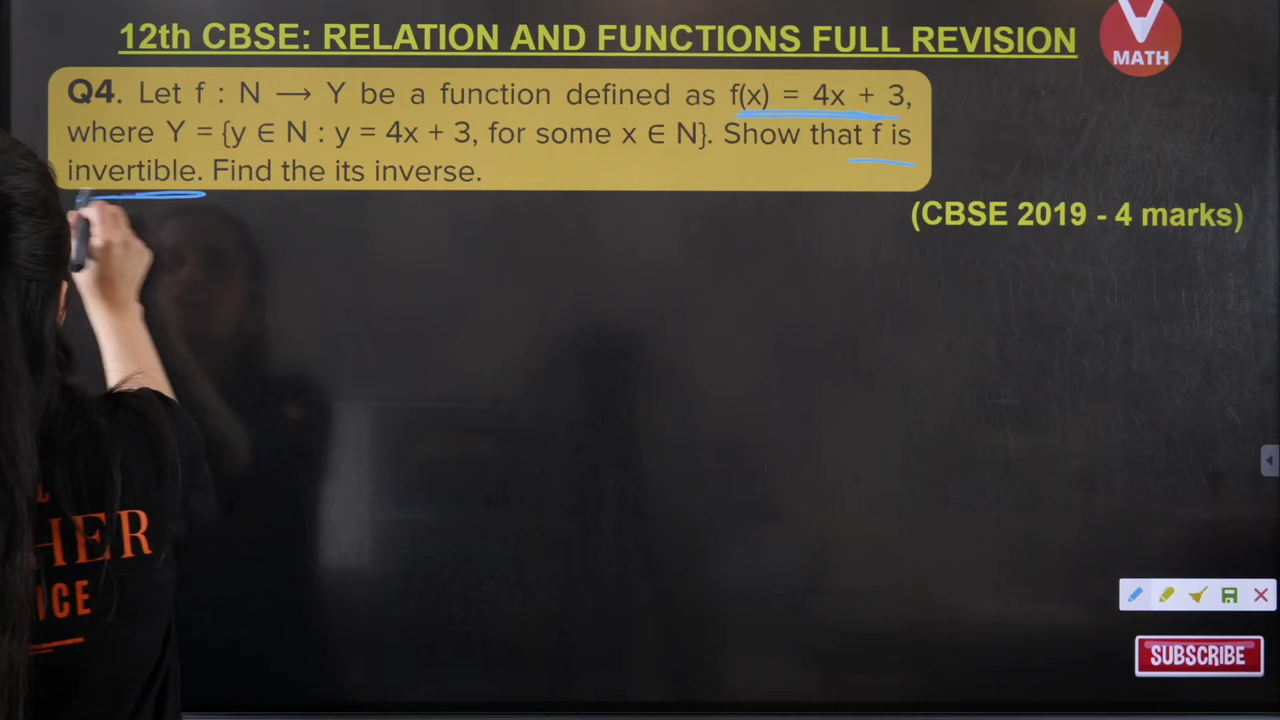 12th CBSE: RELATION AND FUNCTIONS FULL REVISION
V
MATH
Q4. Let f : N → Y be a function defined as f(x) = 4x + 3,
where Y = {y ∈ N : y = 4x + 3, for some x ∈ N}. Show that f is
invertible. Find the its inverse.
(CBSE 2019 - 4 marks)
HER
ICE
SUBSCRIBE